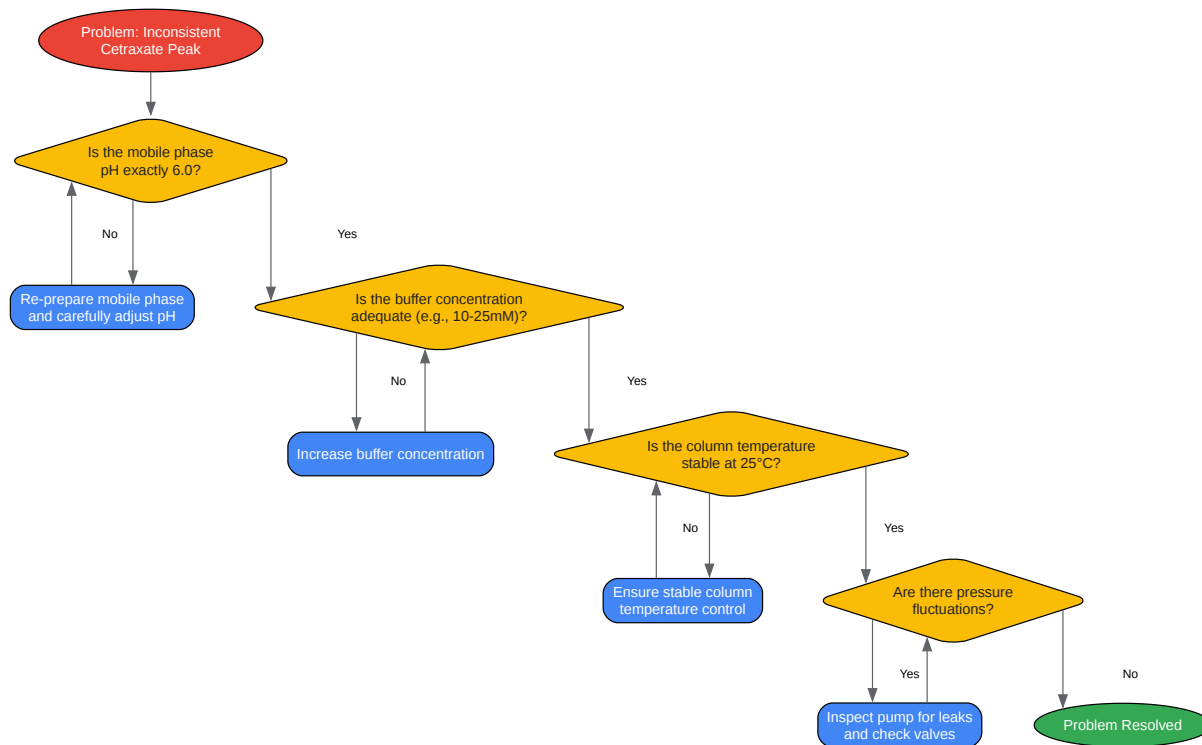 Problem: Inconsistent
Cetraxate Peak
Is the mobile phase
pH exactly 6.0?
No
Yes
Re-prepare mobile phase
and carefully adjust pH
Is the buffer concentration
adequate (e.g., 10-25mM)?
No
Yes
Increase buffer concentration
Is the column temperature
stable at 25°C?
No
Yes
Ensure stable column
temperature control
Are there pressure
fluctuations?
Yes
No
Inspect pump for leaks
and check valves
Problem Resolved